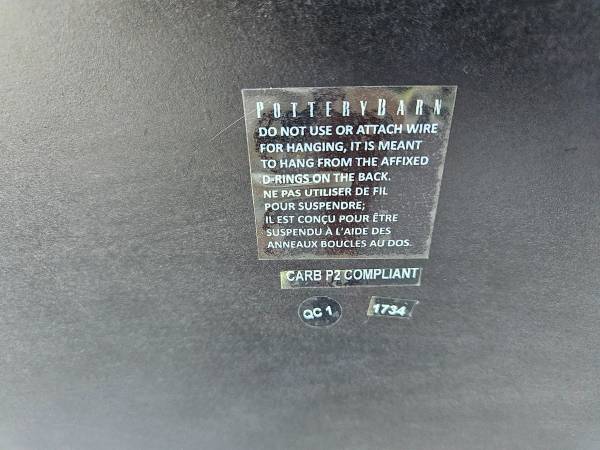 POTTERYBARN
DO NOT USE OR ATTACH WIRE
FOR HANGING, IT IS MEANT
TO HANG FROM THE AFFIXED
D-RINGS ON THE BACK.
NE PAS UTILISER DE FIL
POUR SUSPENDRE;
IL EST CONÇU POUR ÊTRE
SUSPENDU À L'AIDE DES
ANNEAUX BOUCLES AU DOS.
CARB P2 COMPLIANT
QC 1 1734